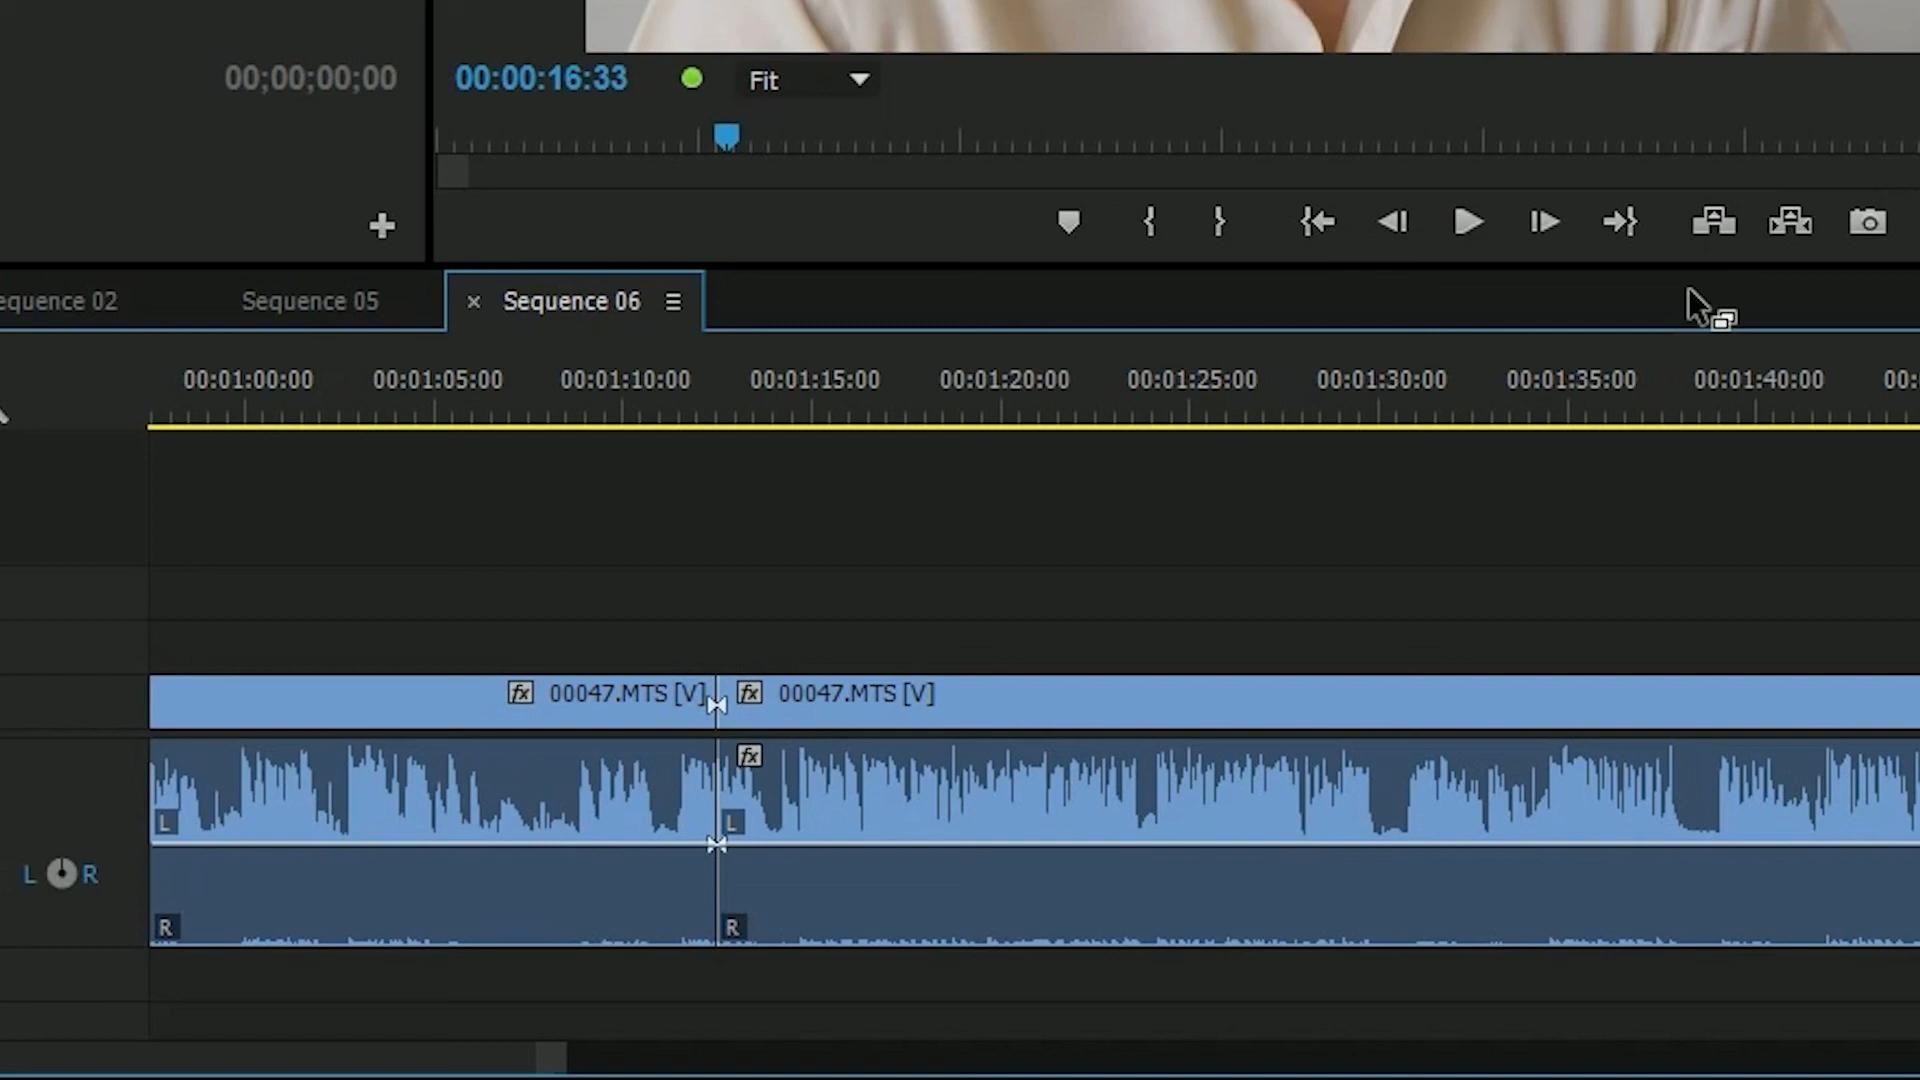 00;00;00;00
00:00:16:33
Fit
equence 02
Sequence 05
Sequence 06
00:01:00:00
00:01:05:00
00:01:10:00
00:01:15:00
00:01:20:00
00:01:25:00
00:01:30:00
00:01:35:00
00:01:40:00
00:
fx 00047.MTS [V]
fx 00047.MTS [V]
fx
L
L
L R
R
R